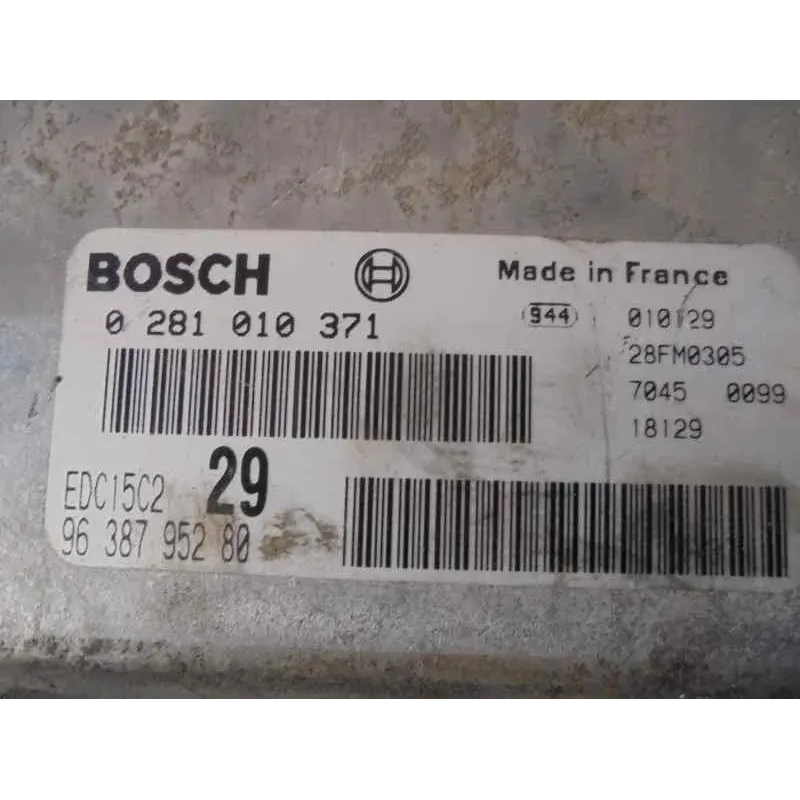 BOSCH Made in France
0 281 010 371 944 010129
28FM0305
7045 0099
18129
EDC15C2 29
96 387 952 80